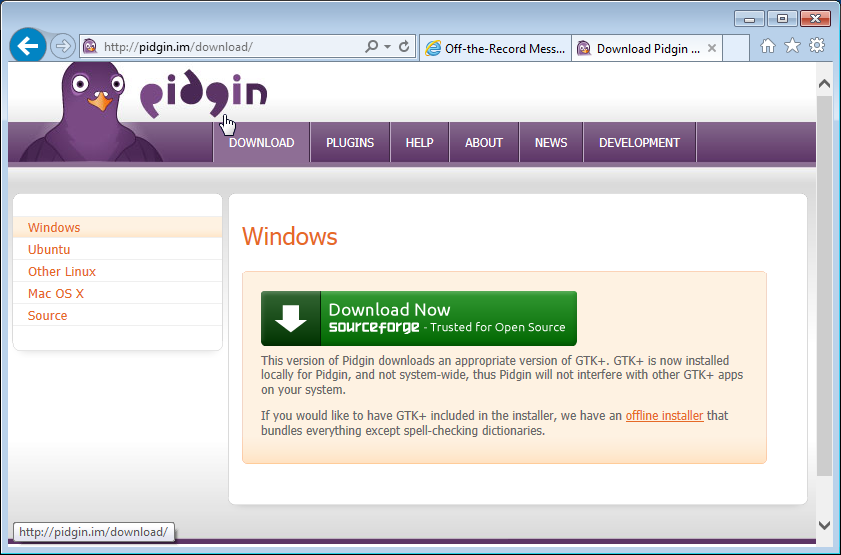 http://pidgin.im/download/
Off-the-Record Mess...
Download Pidgin ...
pidgin
DOWNLOAD
PLUGINS
HELP
ABOUT
NEWS
DEVELOPMENT
Windows
Ubuntu
Other Linux
Mac OS X
Source
Windows
Download Now
sourceforge - Trusted for Open Source
This version of Pidgin downloads an appropriate version of GTK+. GTK+ is now installed
locally for Pidgin, and not system-wide, thus Pidgin will not interfere with other GTK+ apps
on your system.
If you would like to have GTK+ included in the installer, we have an offline installer that
bundles everything except spell-checking dictionaries.
http://pidgin.im/download/